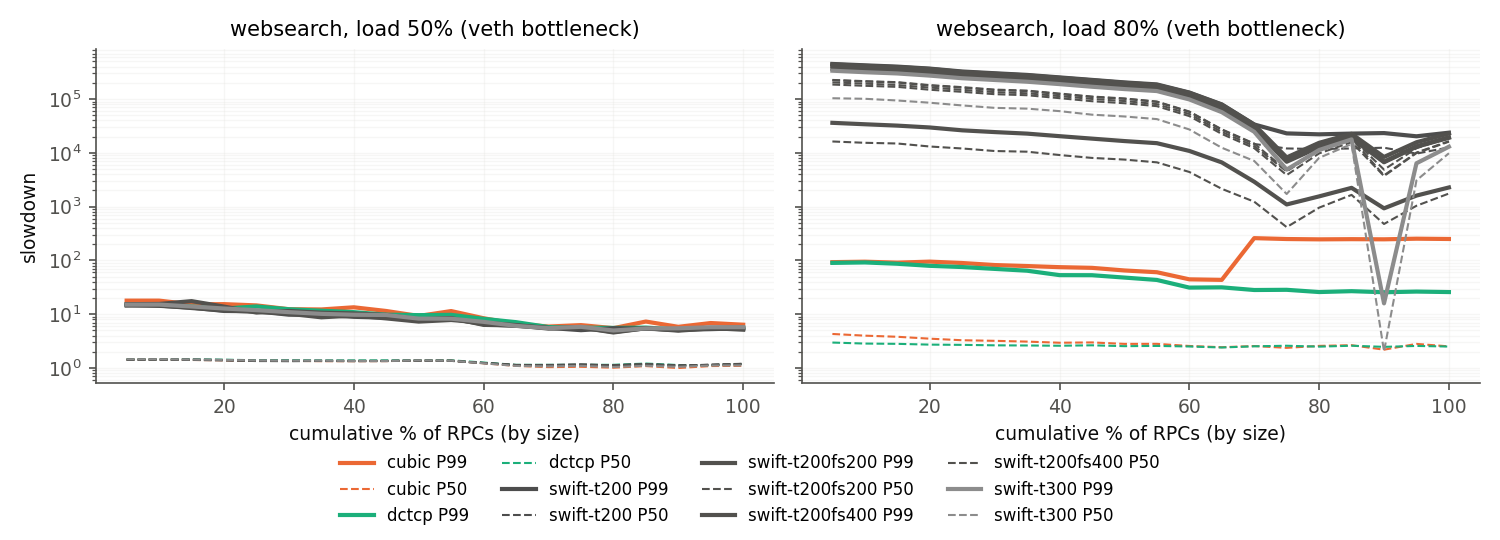 websearch, load 50% (veth bottleneck)
websearch, load 80% (veth bottleneck)
slowdown
10^5
10^4
10^3
10^2
10^1
10^0
20 40 60 80 100
20 40 60 80 100
cumulative % of RPCs (by size)
cumulative % of RPCs (by size)
cubic P99
cubic P50
dctcp P99
dctcp P50
swift-t200 P99
swift-t200 P50
swift-t200fs200 P99
swift-t200fs200 P50
swift-t200fs400 P99
swift-t200fs400 P50
swift-t300 P99
swift-t300 P50